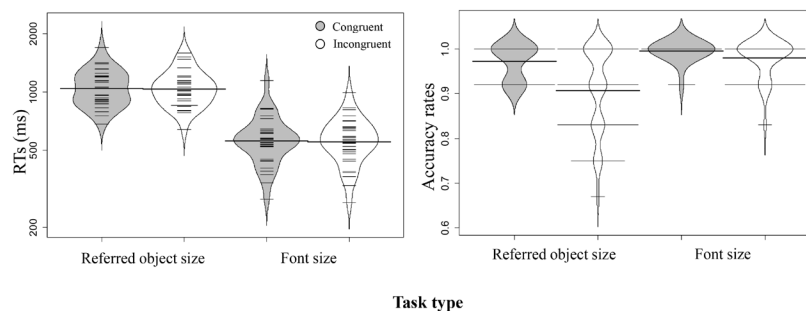 RTs (ms)
2000
1000
500
200
Congruent
Incongruent
Referred object size
Font size
Accuracy rates
1.0
0.9
0.8
0.7
0.6
Referred object size
Font size
Task type